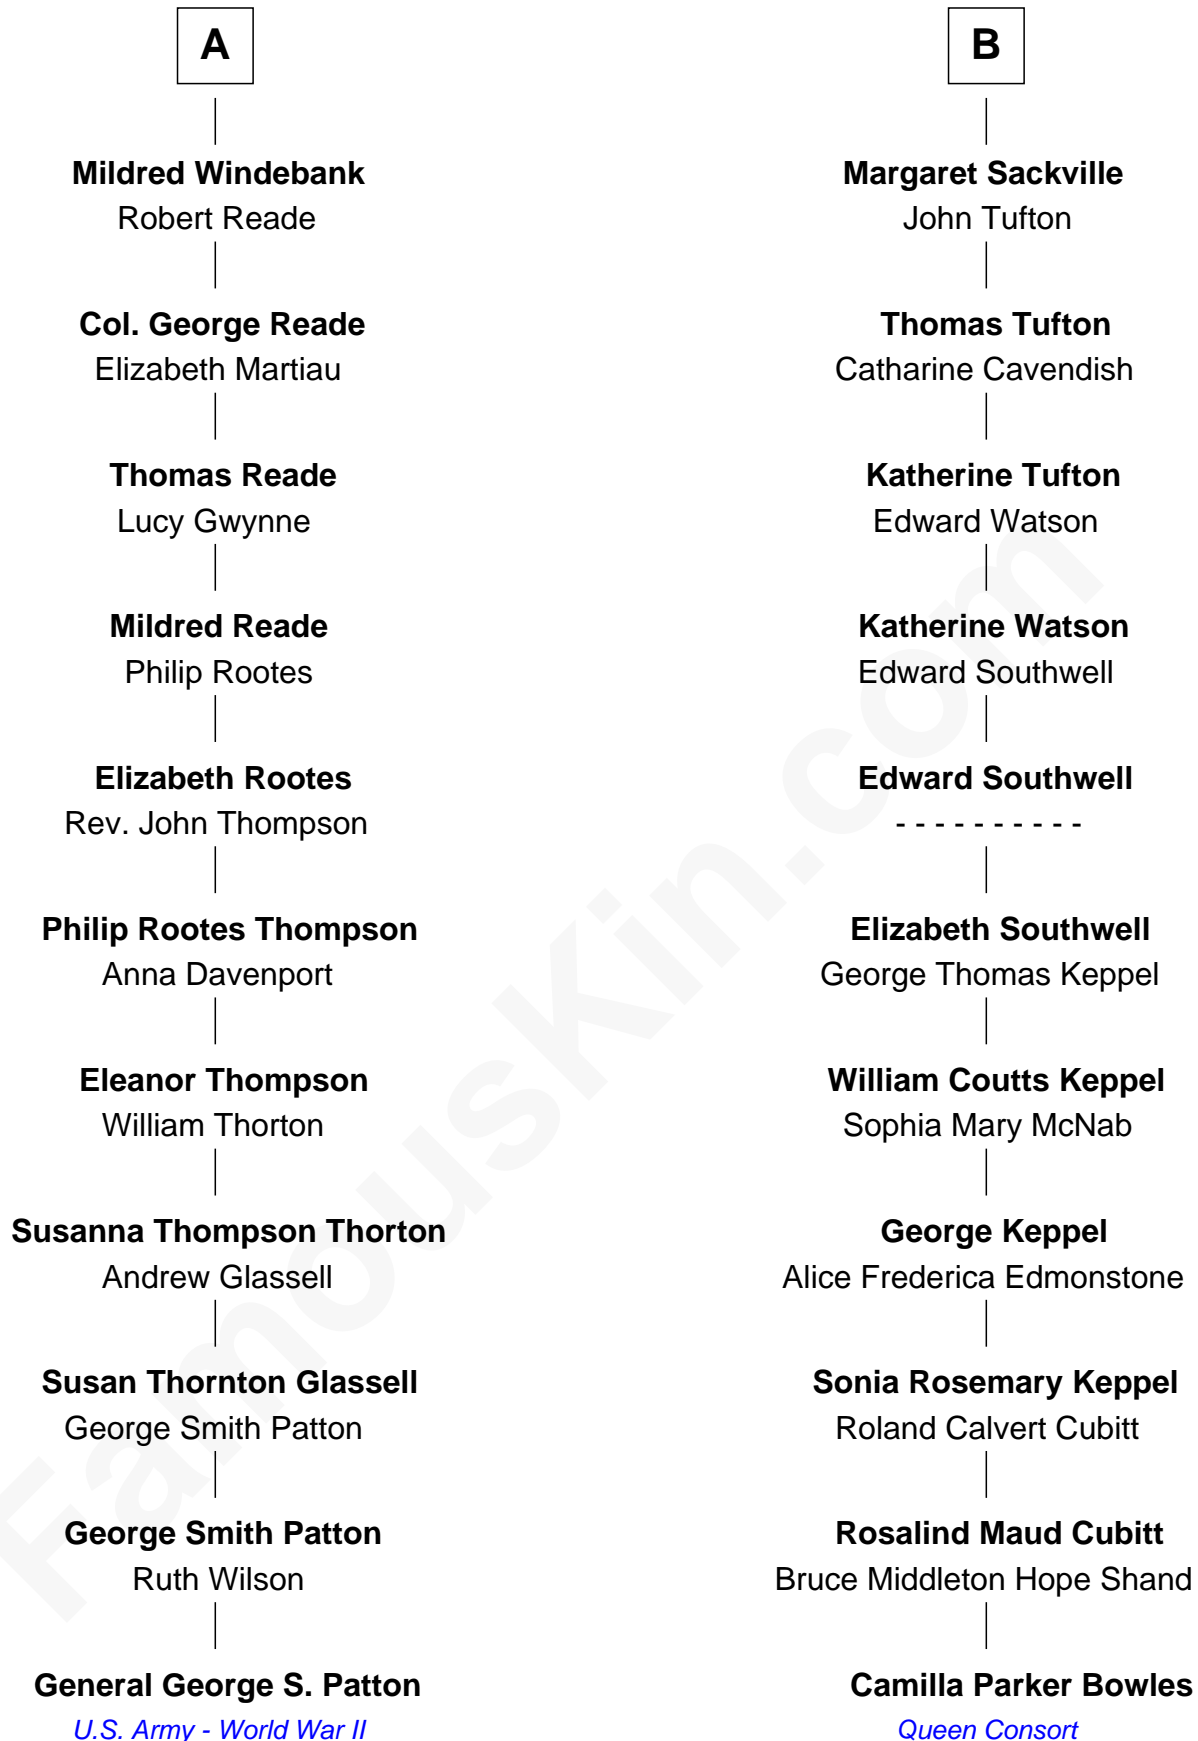 A
Mildred Windebank
Robert Reade
Col. George Reade
Elizabeth Martiau
Thomas Reade
Lucy Gwynne
Mildred Reade
Philip Rootes
Elizabeth Rootes
Rev. John Thompson
Philip Rootes Thompson
Anna Davenport
Eleanor Thompson
William Thorton
Susanna Thompson Thorton
Andrew Glassell
Susan Thornton Glassell
George Smith Patton
George Smith Patton
Ruth Wilson
General George S. Patton
U.S. Army - World War II
B
Margaret Sackville
John Tufton
Thomas Tufton
Catharine Cavendish
Katherine Tufton
Edward Watson
Katherine Watson
Edward Southwell
Edward Southwell
- - - - - - - - - -
Elizabeth Southwell
George Thomas Keppel
William Coutts Keppel
Sophia Mary McNab
George Keppel
Alice Frederica Edmonstone
Sonia Rosemary Keppel
Roland Calvert Cubitt
Rosalind Maud Cubitt
Bruce Middleton Hope Shand
Camilla Parker Bowles
Queen Consort
FamousKin.com